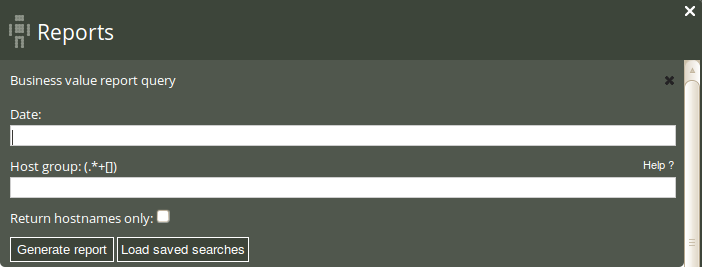 Reports
Business value report query
Date:
Host group: (.*+[])
Help ?
Return hostnames only:
Generate report
Load saved searches